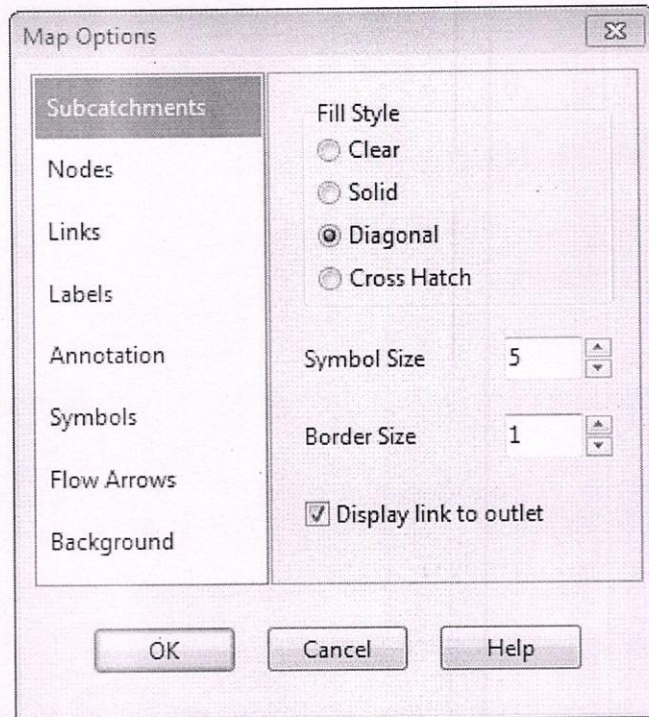 Map Options
Subcatchments
Nodes
Links
Labels
Annotation
Symbols
Flow Arrows
Background
Fill Style
Clear
Solid
Diagonal
Cross Hatch
Symbol Size 5
Border Size 1
Display link to outlet
OK Cancel Help